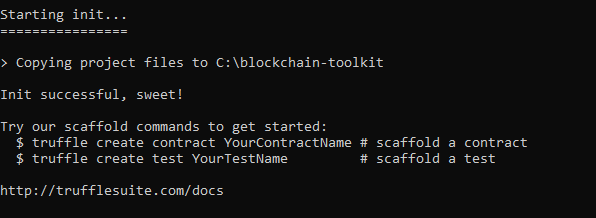 Starting init...
================
> Copying project files to C:\blockchain-toolkit
Init successful, sweet!
Try our scaffold commands to get started:
  $ truffle create contract YourContractName # scaffold a contract
  $ truffle create test YourTestName         # scaffold a test
http://trufflesuite.com/docs